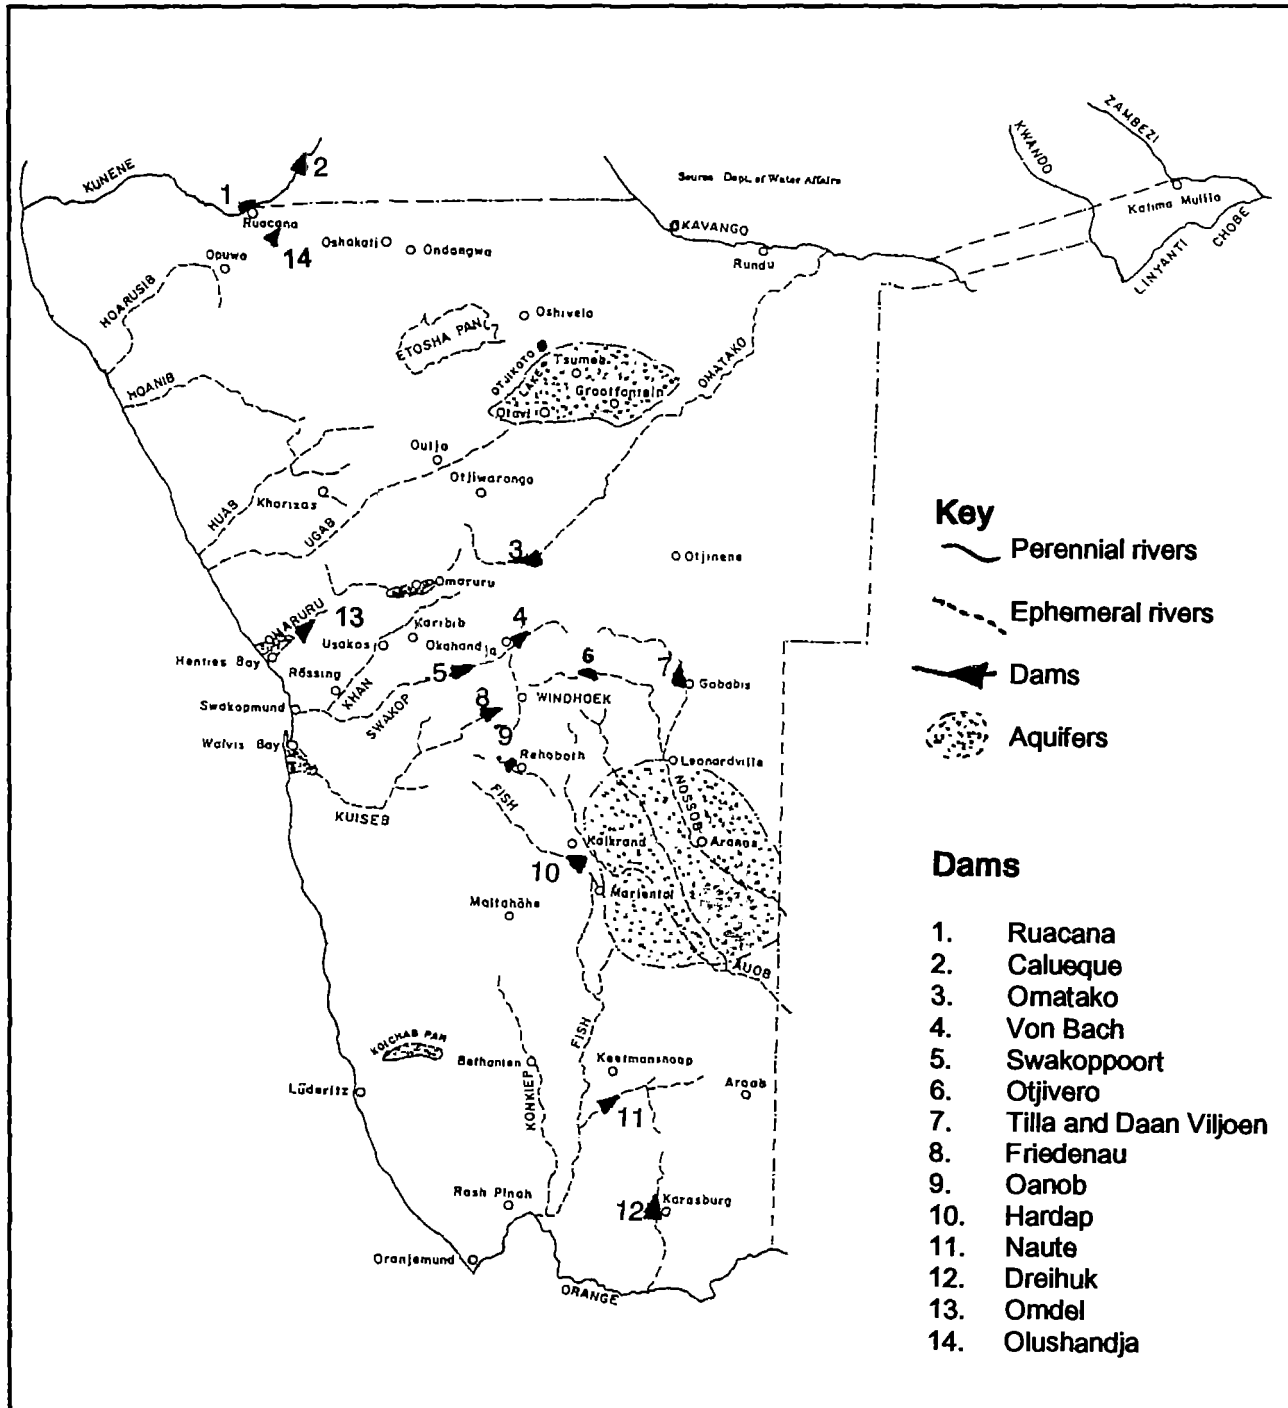 ZAMBEZI
KWANDO
2
KUNENE
Source Dept. of Water Affairs
1
Katima Mulilo
Ruacana
KAVANGO
CHOBE
Oshakati
Ondangwa
14
Rundu
LINYANTI
Opuwo
HOARUSIB
Oshivelo
ETOSHA PAN
OTJIKOTO
LAKE
Tsumeb
OMATAKO
HOANIB
Grootfontein
Otavi
Outjo
Otjiwarongo
Khorixas
HUAB
UGAB
Key
3
Otjinene
Perennial rivers
Omaruru
OMARURU
13
Karibib
4
Ephemeral rivers
Usakos
Okahandja
Henties Bay
Rössing
5
6
7
Gobabis
Dams
KHAN
8
WINDHOEK
Swakopmund
SWAKOP
Walvis Bay
9
Aquifers
Rehoboth
Leonardville
FISH
NOSSOB
KUISEB
Kalkrand
Aranos
10
Dams
Mariental
Maltahöhe
1. Ruacana
AUOB
2. Calueque
3. Omatako
KOICHAB PAN
FISH
4. Von Bach
Bethanien
Keetmanshoop
5. Swakoppoort
Lüderitz
KONKIEP
Aroab
6. Otjivero
11
7. Tilla and Daan Viljoen
8. Friedenau
9. Oanob
Rosh Pinah
12
Karasburg
10. Hardap
11. Naute
Oranjemund
12. Dreihuk
ORANGE
13. Omdel
14. Olushandja